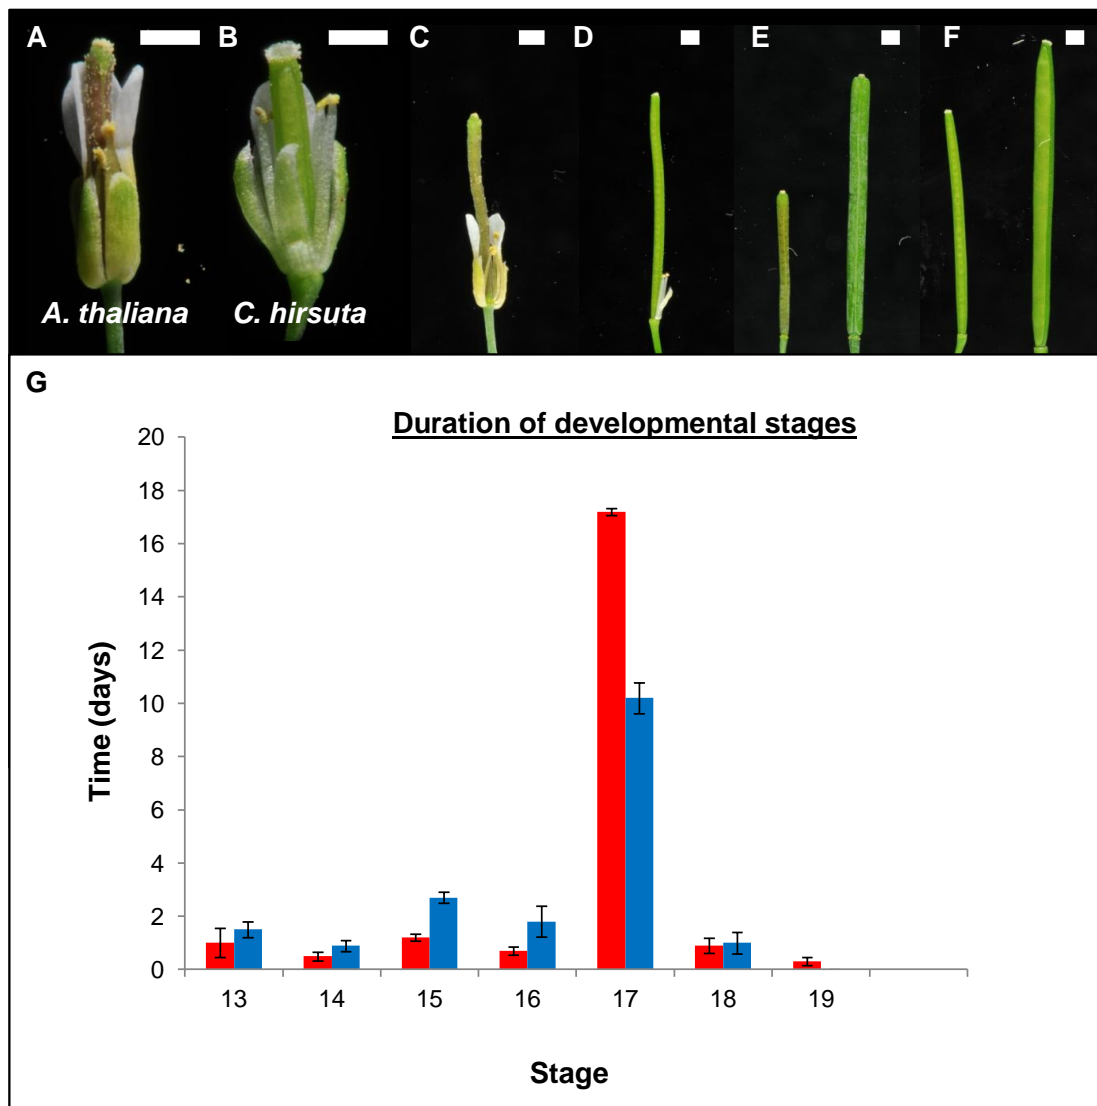 A B C D E F
A. thaliana C. hirsuta
G
Duration of developmental stages
20
18
16
14
12
10
8
6
4
2
0
Time (days)
13 14 15 16 17 18 19
Stage